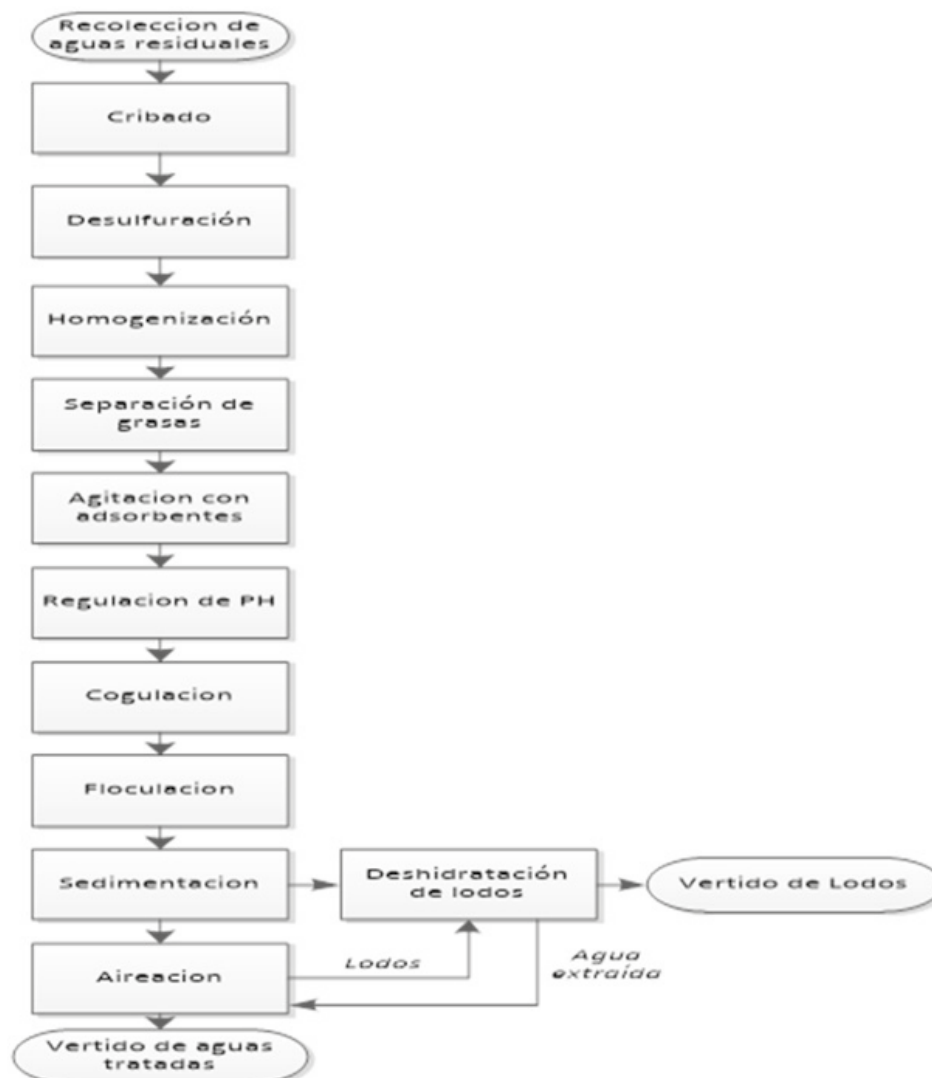 Recoleccion de
aguas residuales
Cribado
Desulfuración
Homogenización
Separación de
grasas
Agitacion con
adsorbentes
Regulacion de PH
Cogulacion
Floculacion
Sedimentacion
Deshidratación
de lodos
Vertido de Lodos
Aireacion
Lodos
Agua
extraída
Vertido de aguas
tratadas